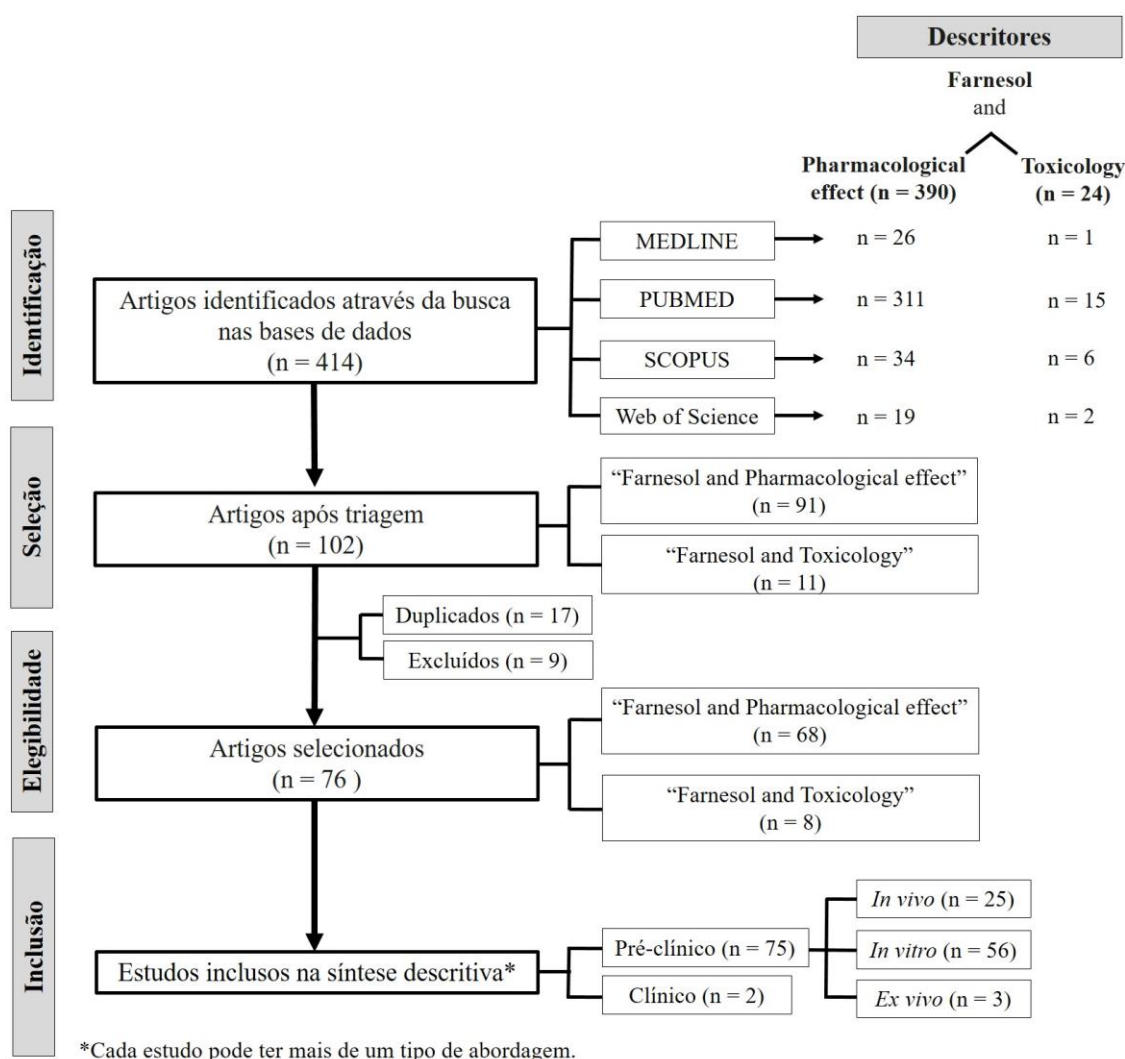 Descritores
Farnesol
and
Pharmacological
effect (n = 390)
Toxicology
(n = 24)
Identificação
Artigos identificados através da busca
nas bases de dados
(n = 414)
MEDLINE
n = 26
n = 1
PUBMED
n = 311
n = 15
SCOPUS
n = 34
n = 6
Web of Science
n = 19
n = 2
Seleção
Artigos após triagem
(n = 102)
“Farnesol and Pharmacological effect”
(n = 91)
“Farnesol and Toxicology”
(n = 11)
Duplicados (n = 17)
Excluídos (n = 9)
Elegibilidade
Artigos selecionados
(n = 76 )
“Farnesol and Pharmacological effect”
(n = 68)
“Farnesol and Toxicology”
(n = 8)
Inclusão
Estudos inclusos na síntese descritiva*
Pré-clínico (n = 75)
Clínico (n = 2)
In vivo (n = 25)
In vitro (n = 56)
Ex vivo (n = 3)
*Cada estudo pode ter mais de um tipo de abordagem.